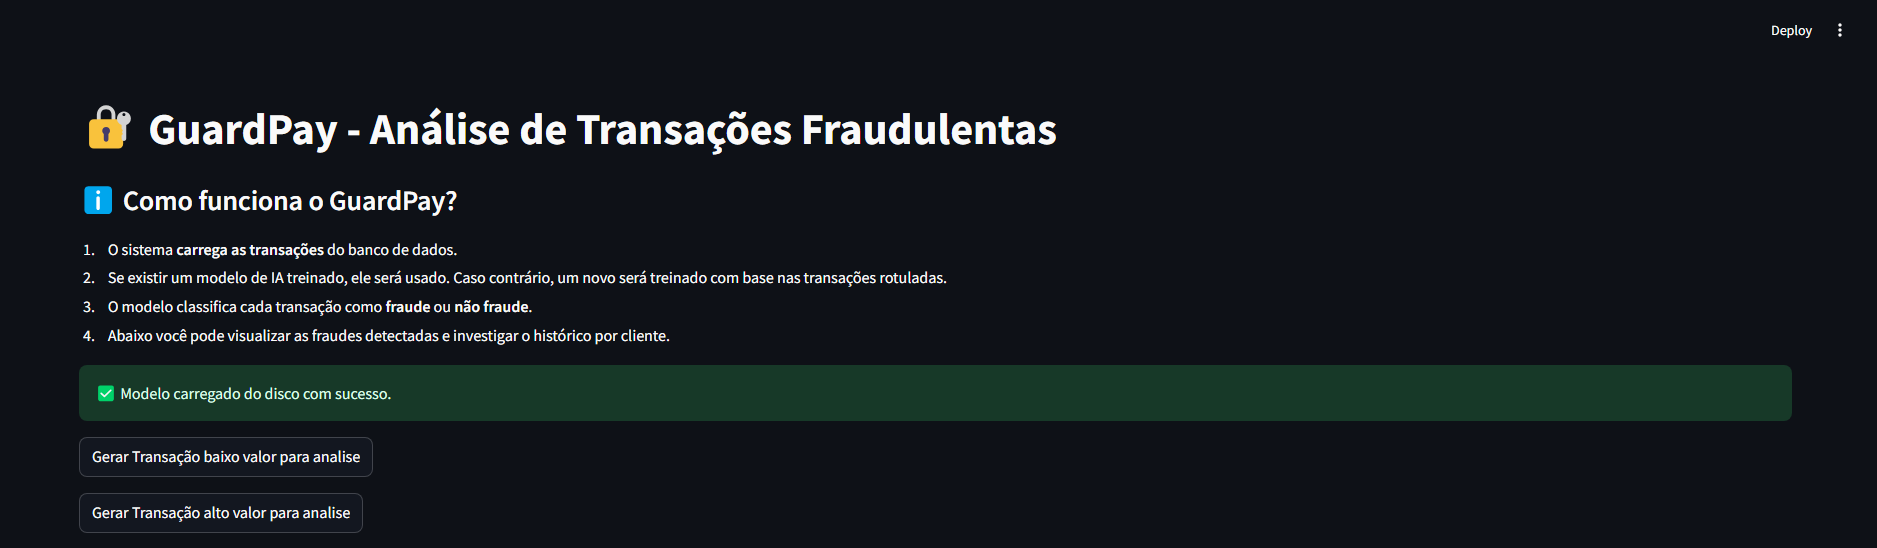 Deploy
GuardPay - Análise de Transações Fraudulentas
Como funciona o GuardPay?
1. O sistema carrega as transações do banco de dados.
2. Se existir um modelo de IA treinado, ele será usado. Caso contrário, um novo será treinado com base nas transações rotuladas.
3. O modelo classifica cada transação como fraude ou não fraude.
4. Abaixo você pode visualizar as fraudes detectadas e investigar o histórico por cliente.
Modelo carregado do disco com sucesso.
Gerar Transação baixo valor para analise
Gerar Transação alto valor para analise